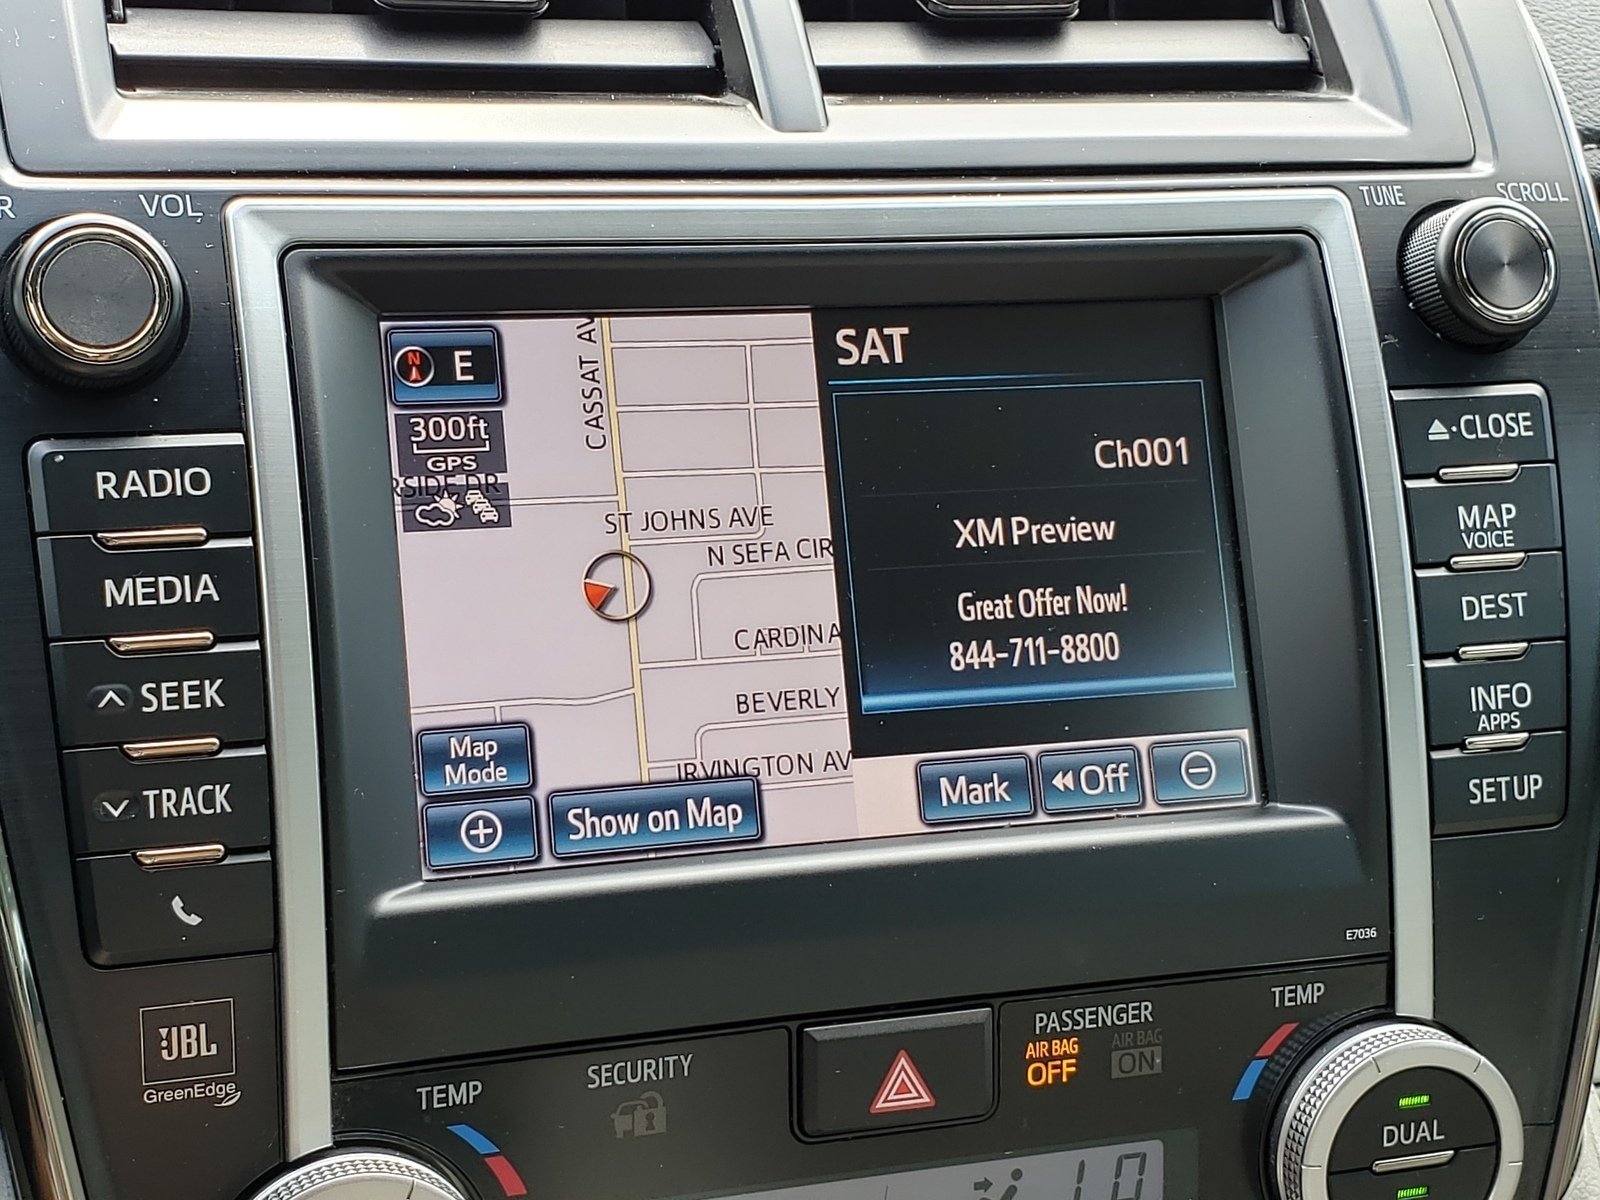 VOL
TUNE
SCROLL
RADIO
MEDIA
SEEK
TRACK
N
E
300ft
GPS
CASSAT AV
RSIDE DR
ST JOHNS AVE
N SEFA CIR
CARDINA
BEVERLY
IRVINGTON AV
Map
Mode
Show on Map
SAT
Ch001
XM Preview
Great Offer Now!
844-711-8800
Mark
Off
CLOSE
MAP
VOICE
DEST
INFO
APPS
SETUP
E7036
JBL
GreenEdge
TEMP
SECURITY
PASSENGER
AIR BAG
OFF
AIR BAG
ON
TEMP
DUAL
10